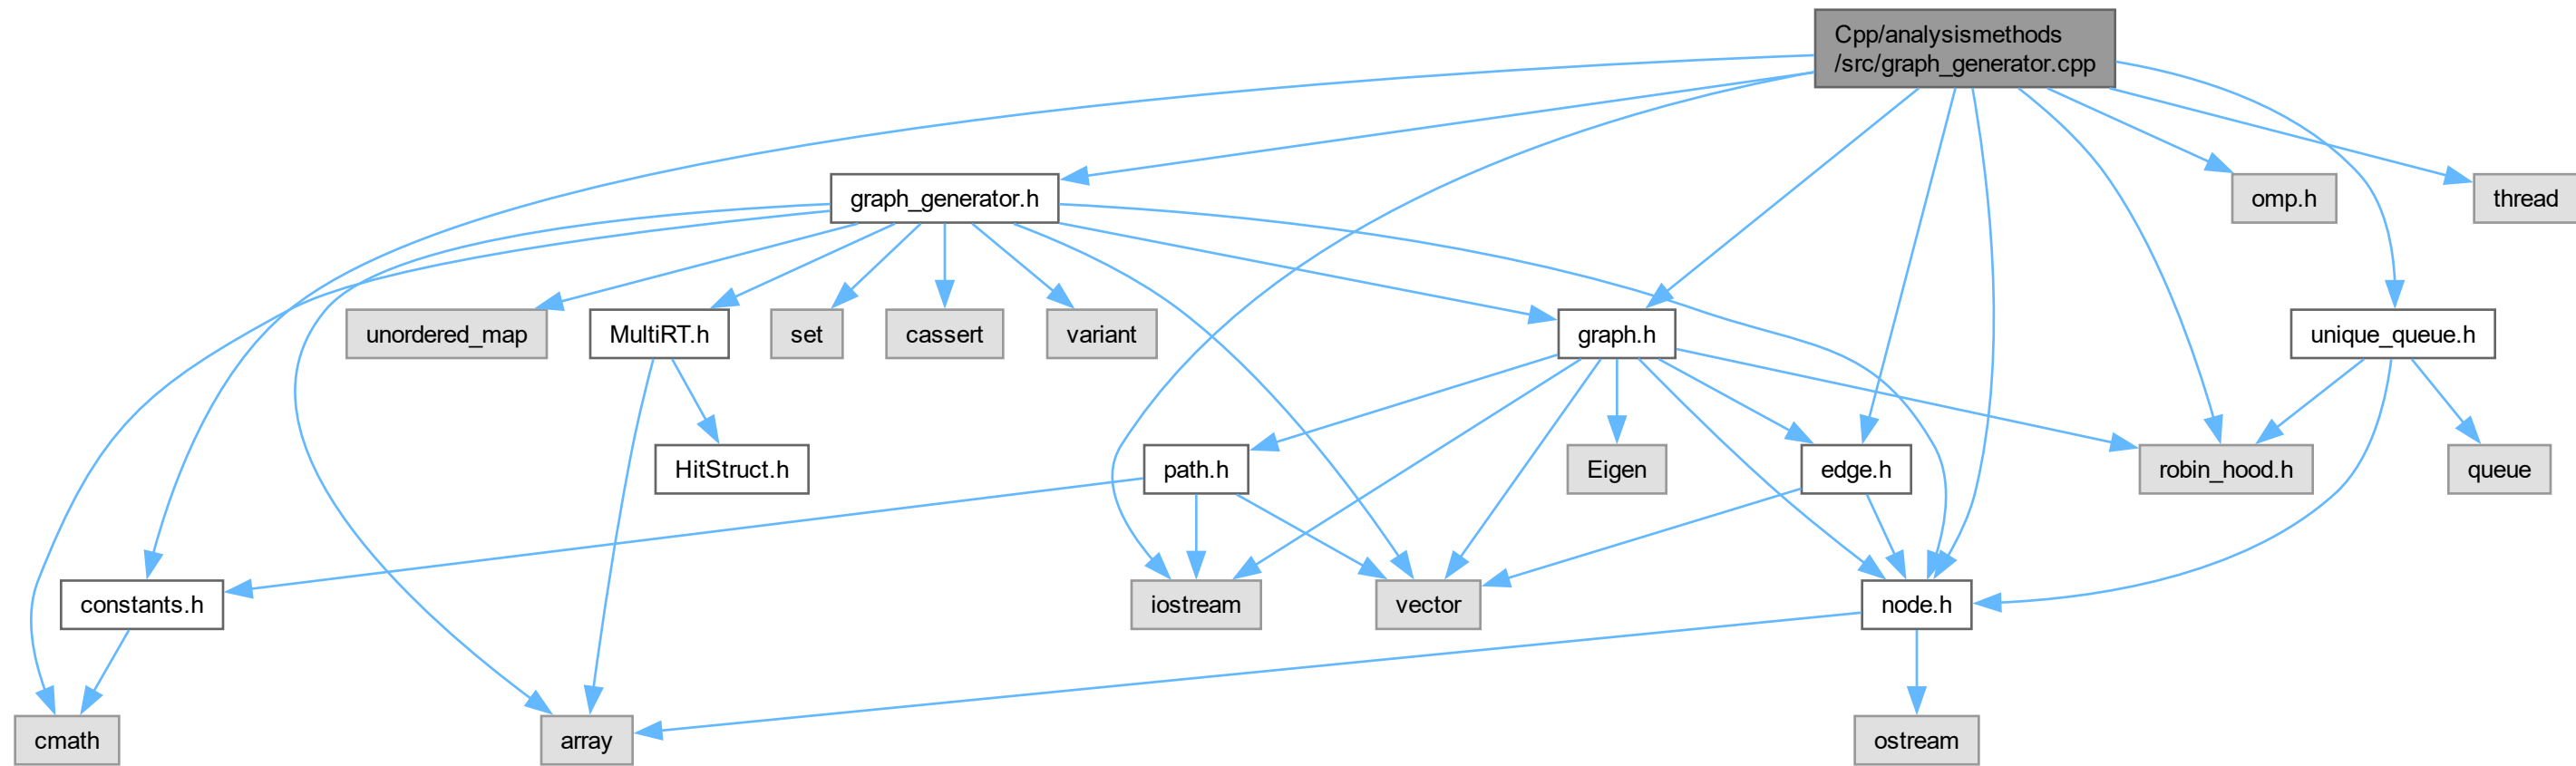 Cpp/analysismethods
/src/graph_generator.cpp
graph_generator.h
omp.h
thread
unordered_map
MultiRT.h
set
cassert
variant
graph.h
unique_queue.h
HitStruct.h
path.h
Eigen
edge.h
robin_hood.h
queue
constants.h
iostream
vector
node.h
cmath
array
ostream